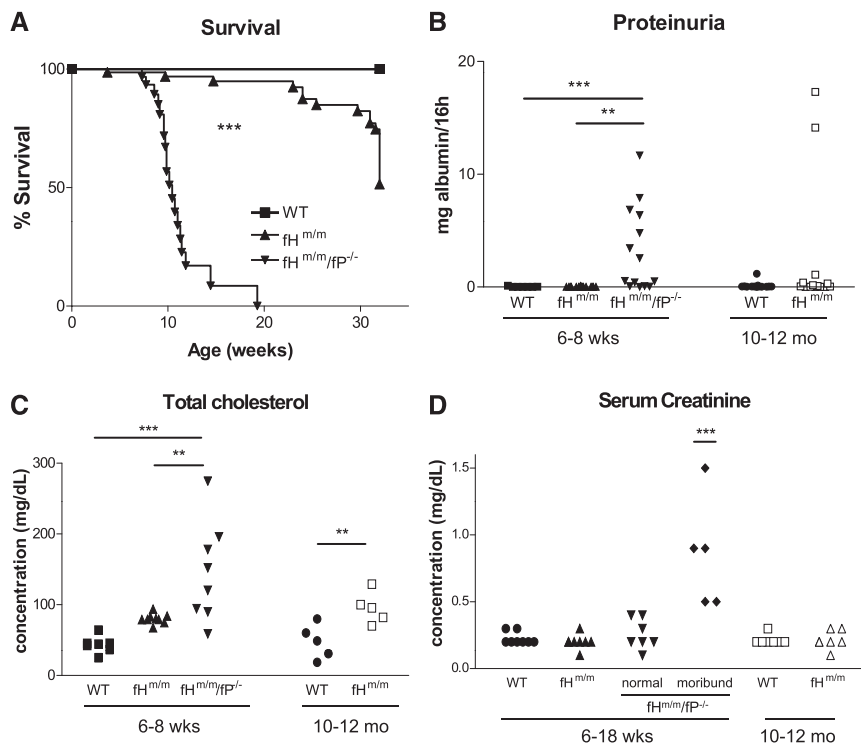 A
Survival
% Survival
100
50
0
0
10
20
30
Age (weeks)
***
WT
fH m/m
fH m/m/fP-/-
B
Proteinuria
mg albumin/16h
20
10
0
***
**
WT
fH m/m
fH m/m/fP-/-
WT
fH m/m
6-8 wks
10-12 mo
C
Total cholesterol
concentration (mg/dL)
300
200
100
0
***
**
**
WT
fH m/m
fH m/m/fP-/-
WT
fH m/m
6-8 wks
10-12 mo
D
Serum Creatinine
concentration (mg/dL)
1.5
1.0
0.5
0.0
***
WT
fH m/m
normal
moribund
WT
fH m/m
fH m/m/fP-/-
6-18 wks
10-12 mo